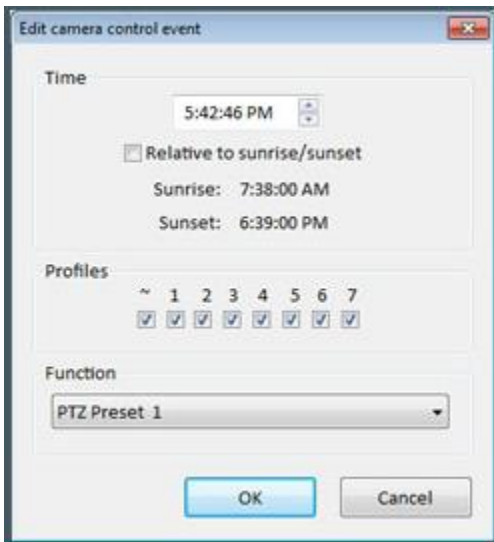 Edit camera control event
Time
5:42:46 PM
Relative to sunrise/sunset
Sunrise: 7:38:00 AM
Sunset: 6:39:00 PM
Profiles
~ 1 2 3 4 5 6 7
Function
PTZ Preset 1
OK Cancel